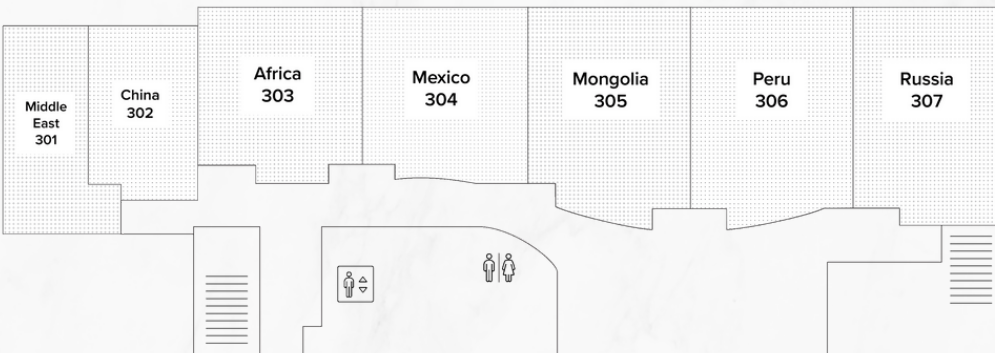 Middle
East
301
China
302
Africa
303
Mexico
304
Mongolia
305
Peru
306
Russia
307